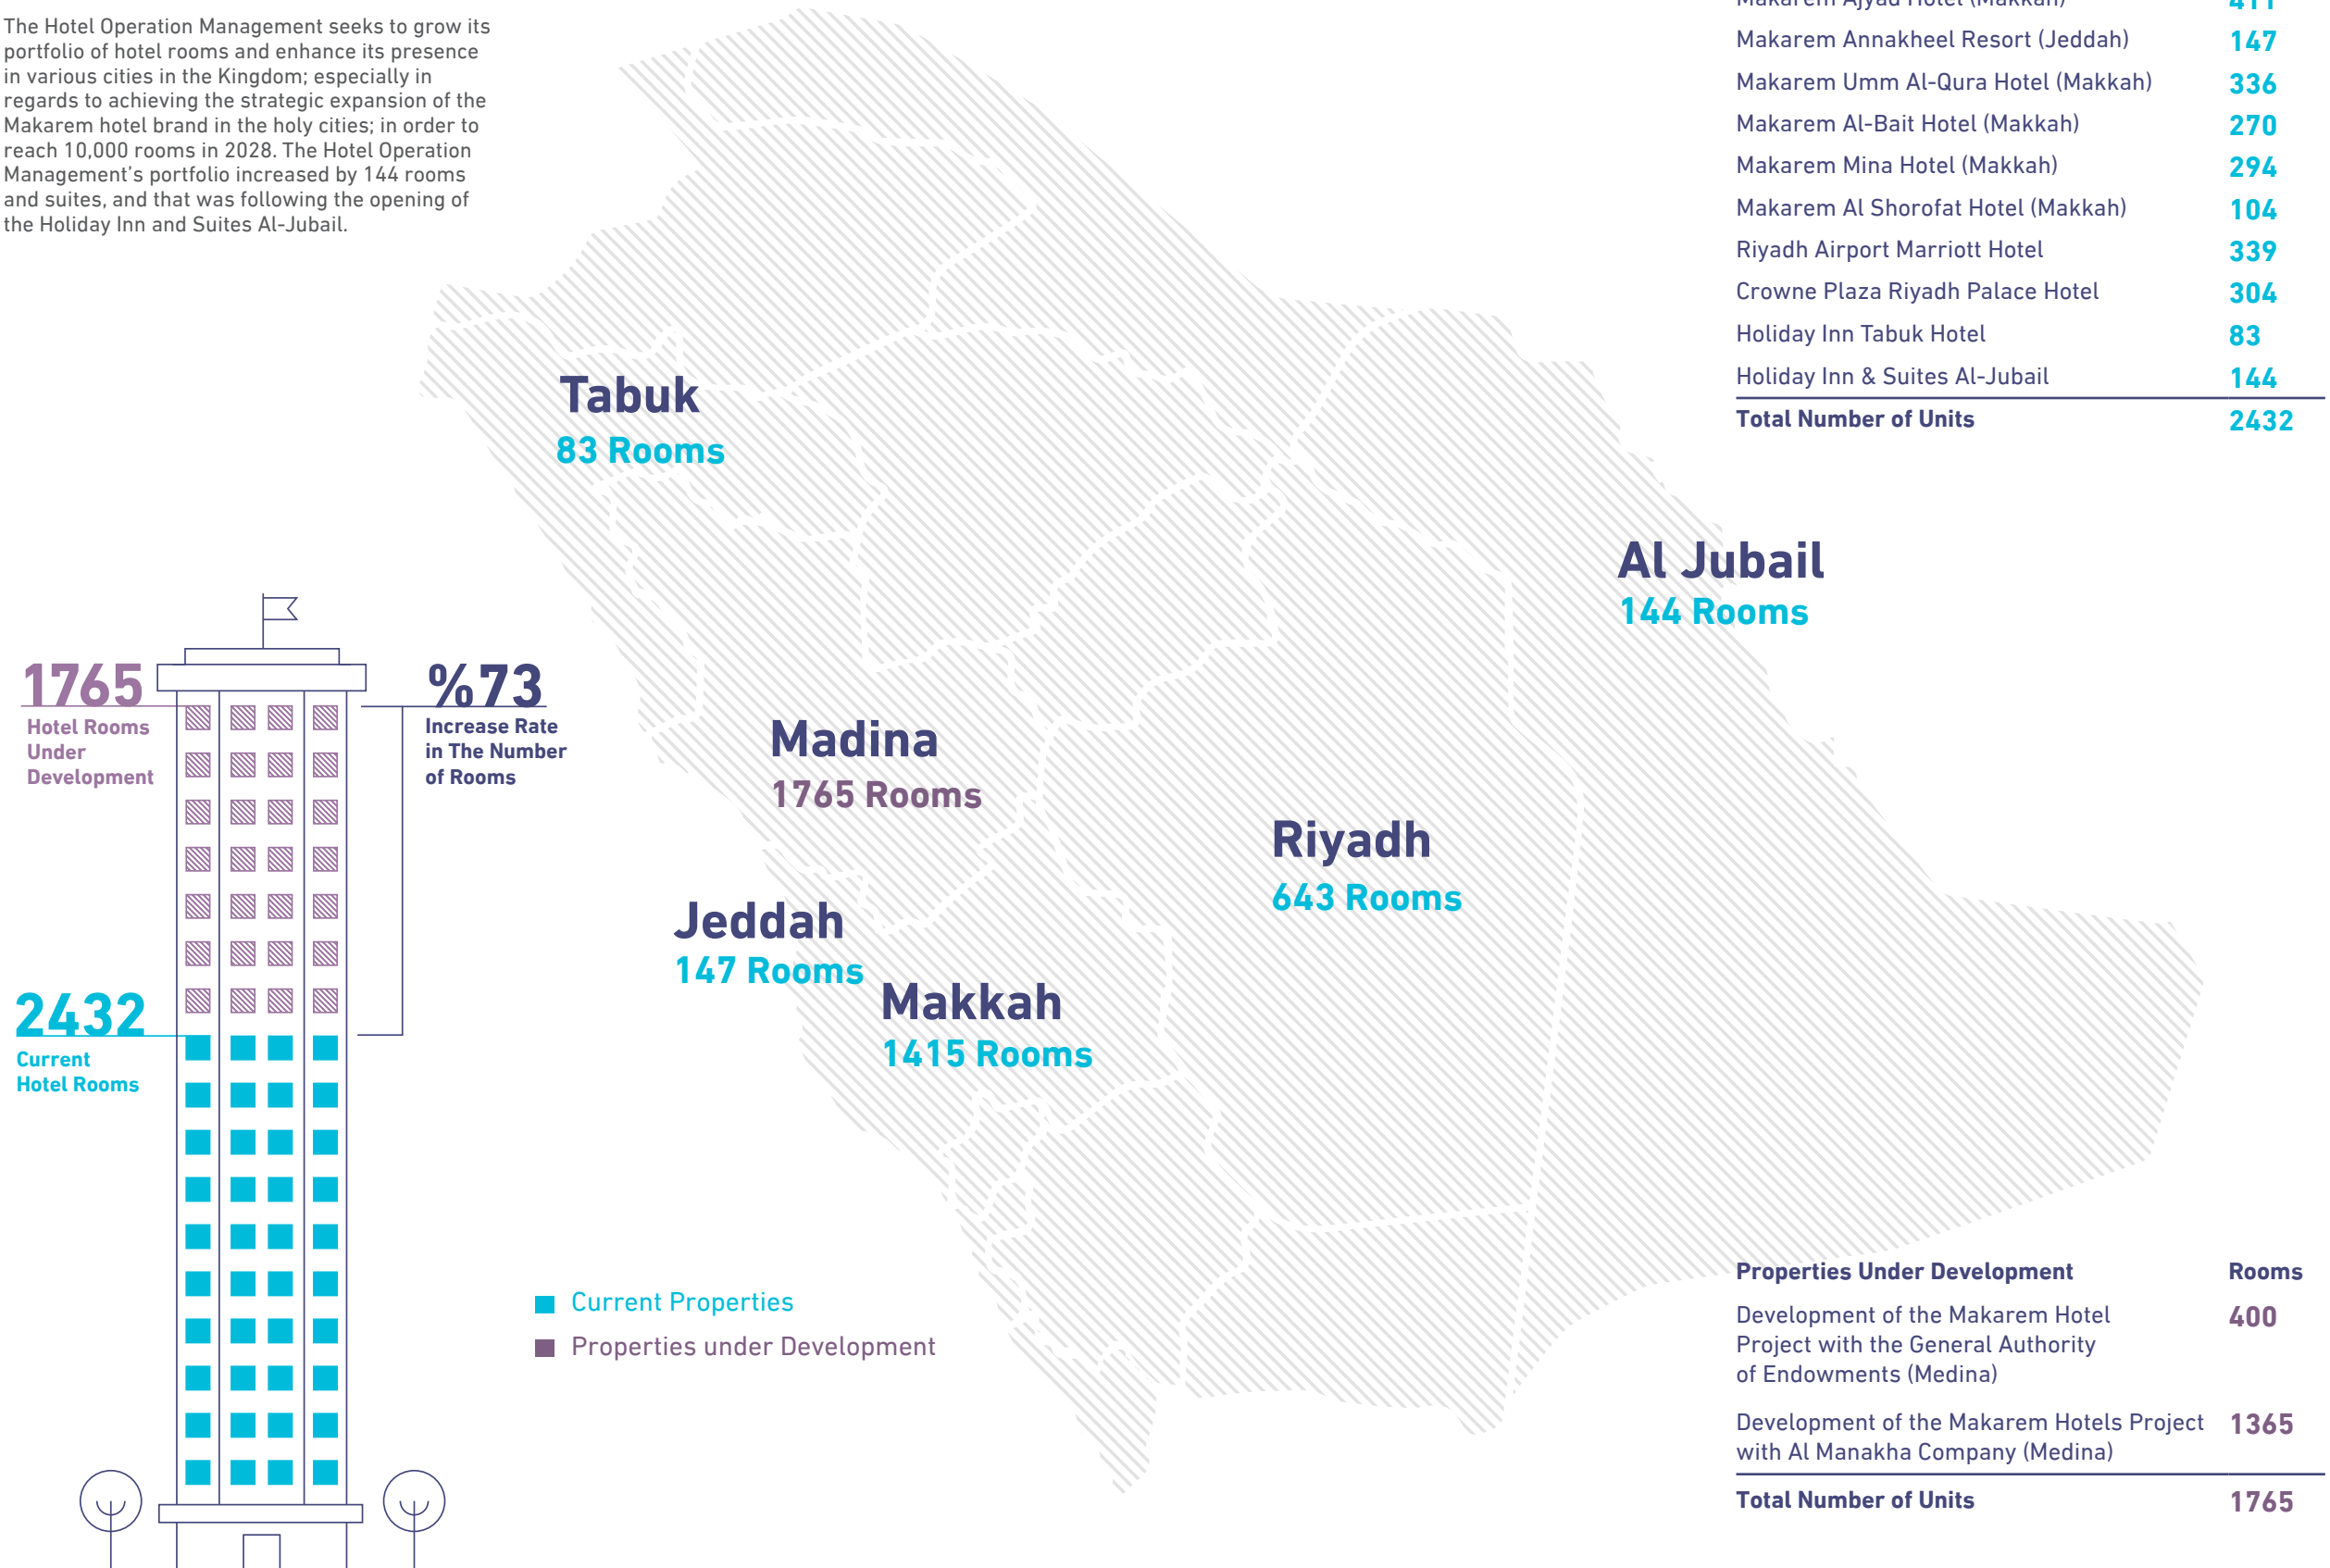 The Hotel Operation Management seeks to grow its
portfolio of hotel rooms and enhance its presence
in various cities in the Kingdom; especially in
regards to achieving the strategic expansion of the
Makarem hotel brand in the holy cities; in order to
reach 10,000 rooms in 2028. The Hotel Operation
Management's portfolio increased by 144 rooms
and suites, and that was following the opening of
the Holiday Inn and Suites Al-Jubail.
Makarem Ajyad Hotel (Makkah) 411
Makarem Annakheel Resort (Jeddah) 147
Makarem Umm Al-Qura Hotel (Makkah) 336
Makarem Al-Bait Hotel (Makkah) 270
Makarem Mina Hotel (Makkah) 294
Makarem Al Shorofat Hotel (Makkah) 104
Riyadh Airport Marriott Hotel 339
Crowne Plaza Riyadh Palace Hotel 304
Holiday Inn Tabuk Hotel 83
Holiday Inn & Suites Al-Jubail 144
Total Number of Units 2432
Tabuk
83 Rooms
Al Jubail
144 Rooms
Madina
1765 Rooms
Riyadh
643 Rooms
Jeddah
147 Rooms
Makkah
1415 Rooms
1765
Hotel Rooms
Under
Development
%73
Increase Rate
in The Number
of Rooms
2432
Current
Hotel Rooms
Current Properties
Properties under Development
Properties Under Development Rooms
Development of the Makarem Hotel 400
Project with the General Authority
of Endowments (Medina)
Development of the Makarem Hotels Project 1365
with Al Manakha Company (Medina)
Total Number of Units 1765